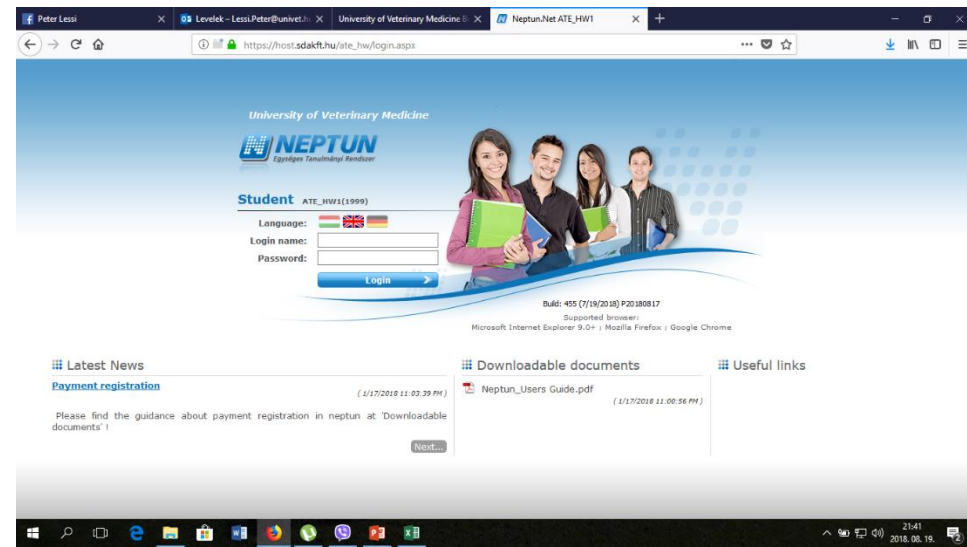 Peter Lessi
Levelek – Lessi.Peter@univet.h
University of Veterinary Medicine B
Neptun.Net ATE_HW1
https://host.sdakft.hu/ate_hw/login.aspx
University of Veterinary Medicine
NEPTUN
Egységes Tanulmányi Rendszer
Student ATE_HW1(1999)
Language:
Login name:
Password:
Login
Build: 455 (7/19/2018) P20180817
Supported browser:
Microsoft Internet Explorer 9.0+ | Mozilla Firefox | Google Chrome
Latest News
Payment registration
( 1/17/2018 11:03:39 PM )
Please find the guidance about payment registration in neptun at 'Downloadable
documents' !
Next...
Downloadable documents
Neptun_Users Guide.pdf
( 1/17/2018 11:00:56 PM )
Useful links
21:41
2018. 08. 19.
2